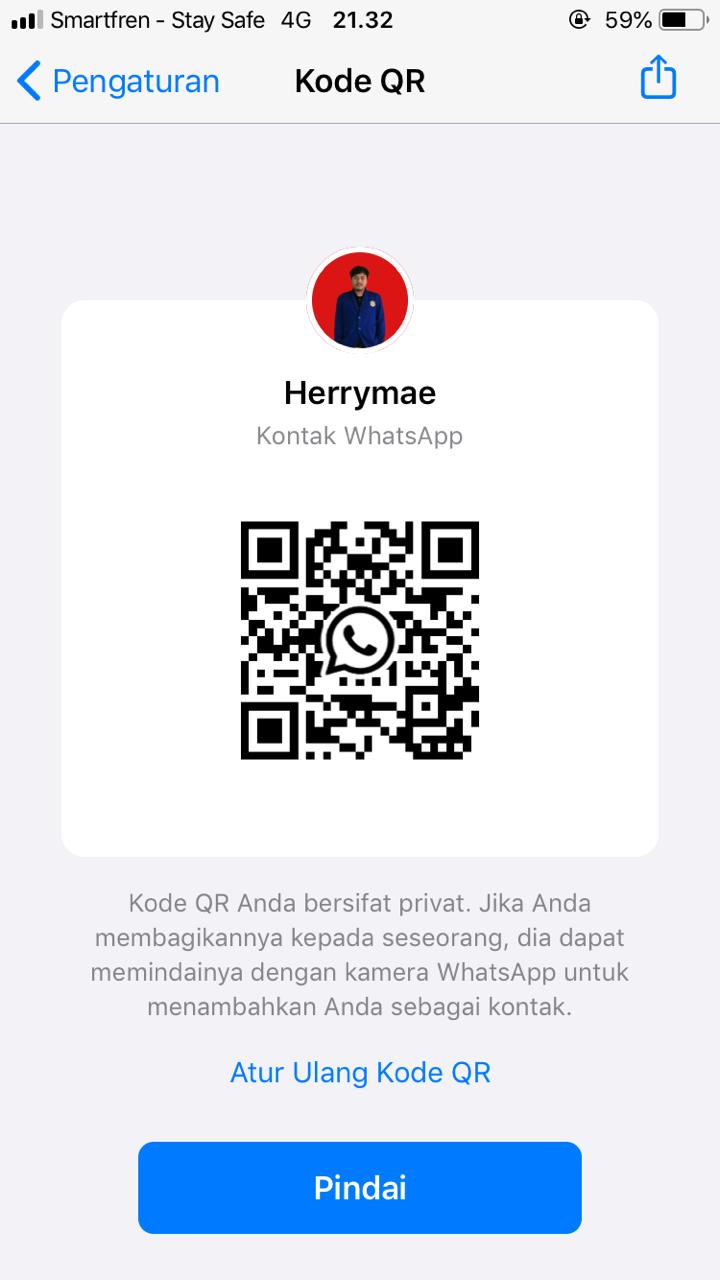 Smartfren - Stay Safe 4G 21.32 59%
Pengaturan Kode QR
Herrymae
Kontak WhatsApp
Kode QR Anda bersifat privat. Jika Anda
membagikannya kepada seseorang, dia dapat
memindainya dengan kamera WhatsApp untuk
menambahkan Anda sebagai kontak.
Atur Ulang Kode QR
Pindai